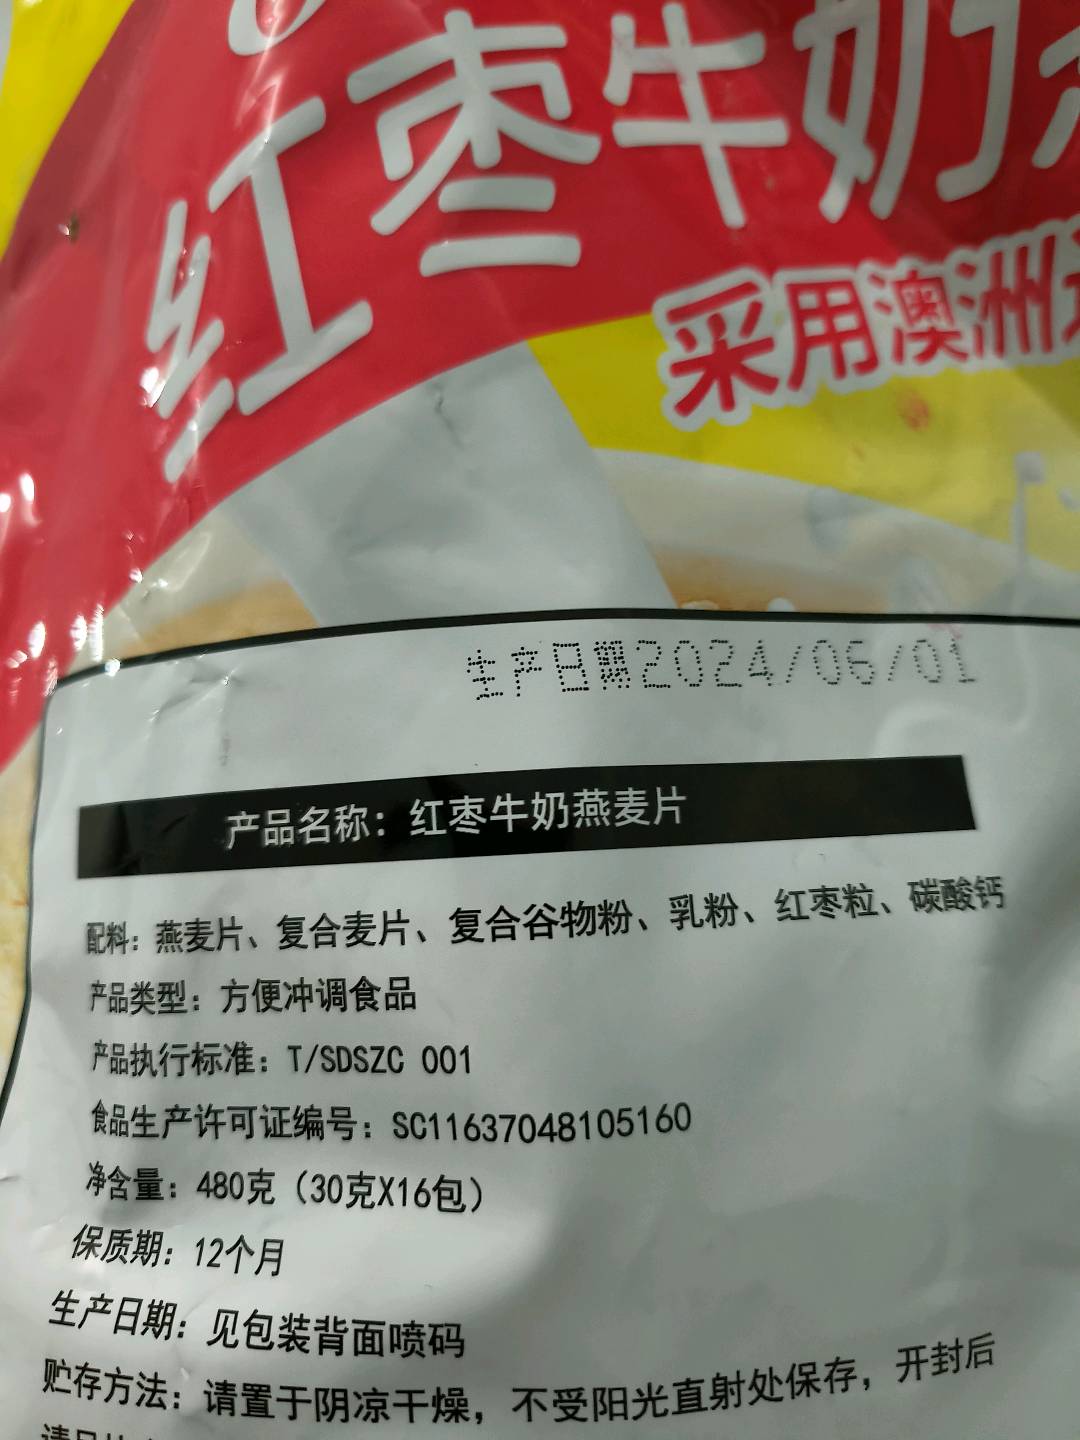 红枣牛奶
采用澳洲
生产日期2024/06/01
产品名称：红枣牛奶燕麦片
配料：燕麦片、复合麦片、复合谷物粉、乳粉、红枣粒、碳酸钙
产品类型：方便冲调食品
产品执行标准：T/SDSZC 001
食品生产许可证编号：SC11637048105160
净含量：480克（30克X16包）
保质期：12个月
生产日期：见包装背面喷码
贮存方法：请置于阴凉干燥，不受阳光直射处保存，开封后